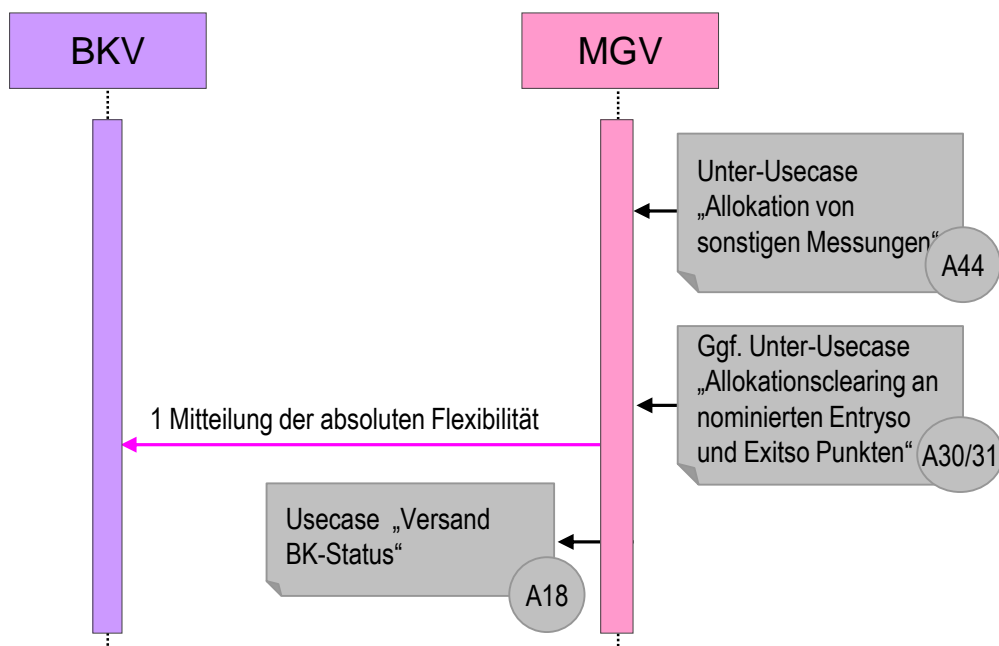 BKV
MGV
Unter-Usecase
„Allokation von
sonstigen Messungen“
A44
Ggf. Unter-Usecase
„Allokationsclearing an
nominierten Entryso
und Exitso Punkten“
A30/31
1 Mitteilung der absoluten Flexibilität
Usecase „Versand
BK-Status“
A18